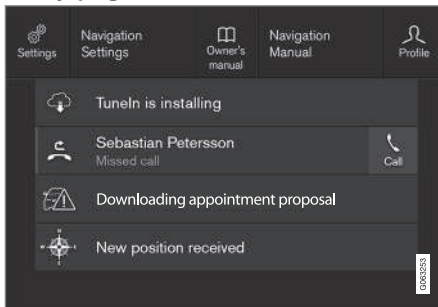 Settings
Navigation
Settings
Owner's
manual
Navigation
Manual
Profile
TuneIn is installing
Sebastian Petersson
Missed call
Call
Downloading appointment proposal
New position received
G063253